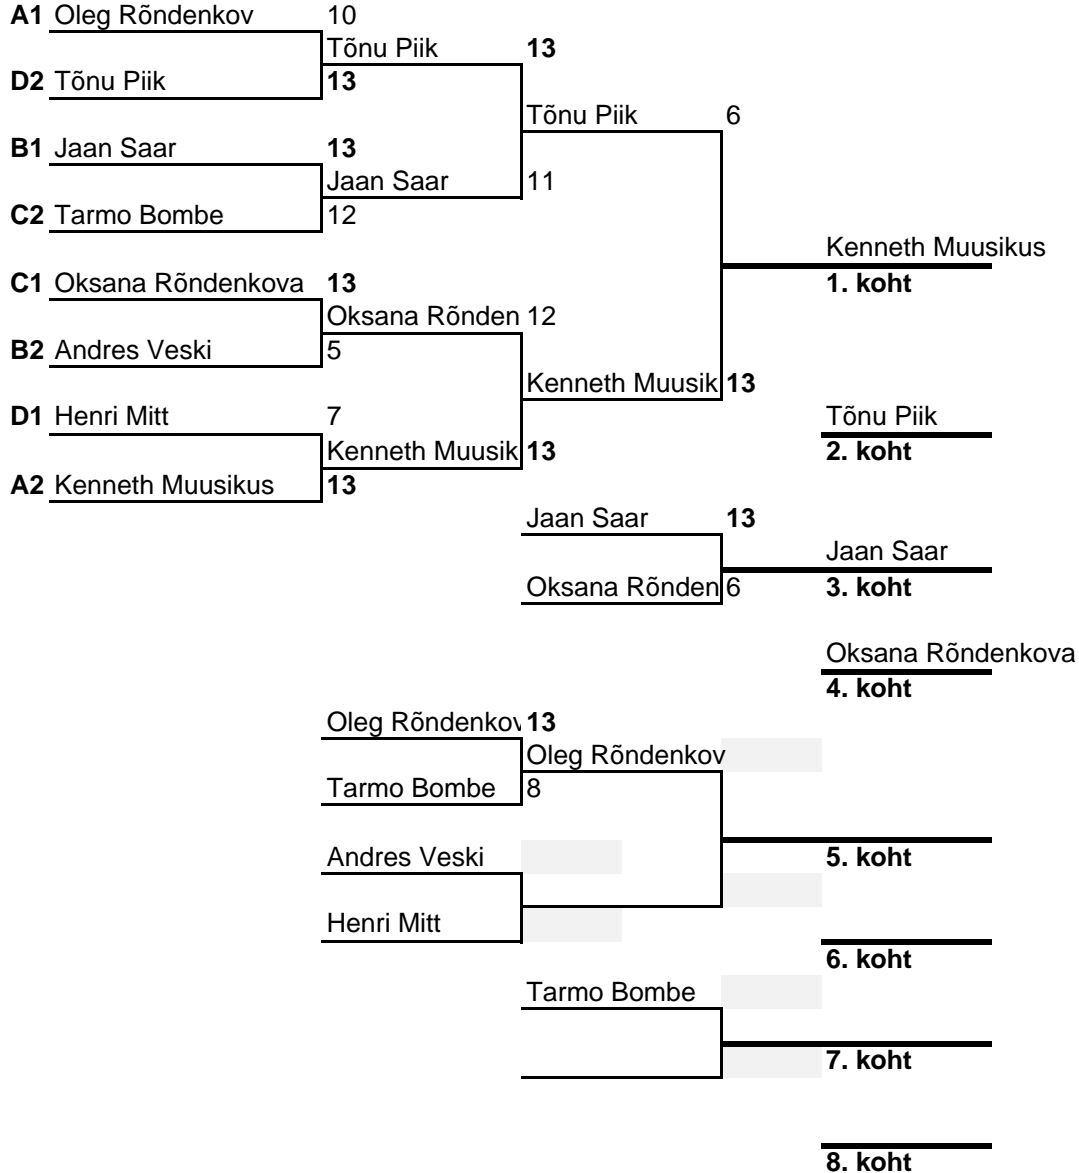 A1 Oleg Rõndenkov 10
Tõnu Piik 13
D2 Tõnu Piik 13
Tõnu Piik 6
B1 Jaan Saar 13
Jaan Saar 11
C2 Tarmo Bombe 12
Kenneth Muusikus
C1 Oksana Rõndenkova 13 1. koht
Oksana Rõnden 12
B2 Andres Veski 5
Kenneth Muusik 13
D1 Henri Mitt 7 Tõnu Piik
Kenneth Muusik 13 2. koht
A2 Kenneth Muusikus 13
Jaan Saar 13
Jaan Saar
Oksana Rõnden 6 3. koht
Oksana Rõndenkova
4. koht
Oleg Rõndenkov 13
Oleg Rõndenkov
Tarmo Bombe 8
Andres Veski 5. koht
Henri Mitt
6. koht
Tarmo Bombe
7. koht
8. koht